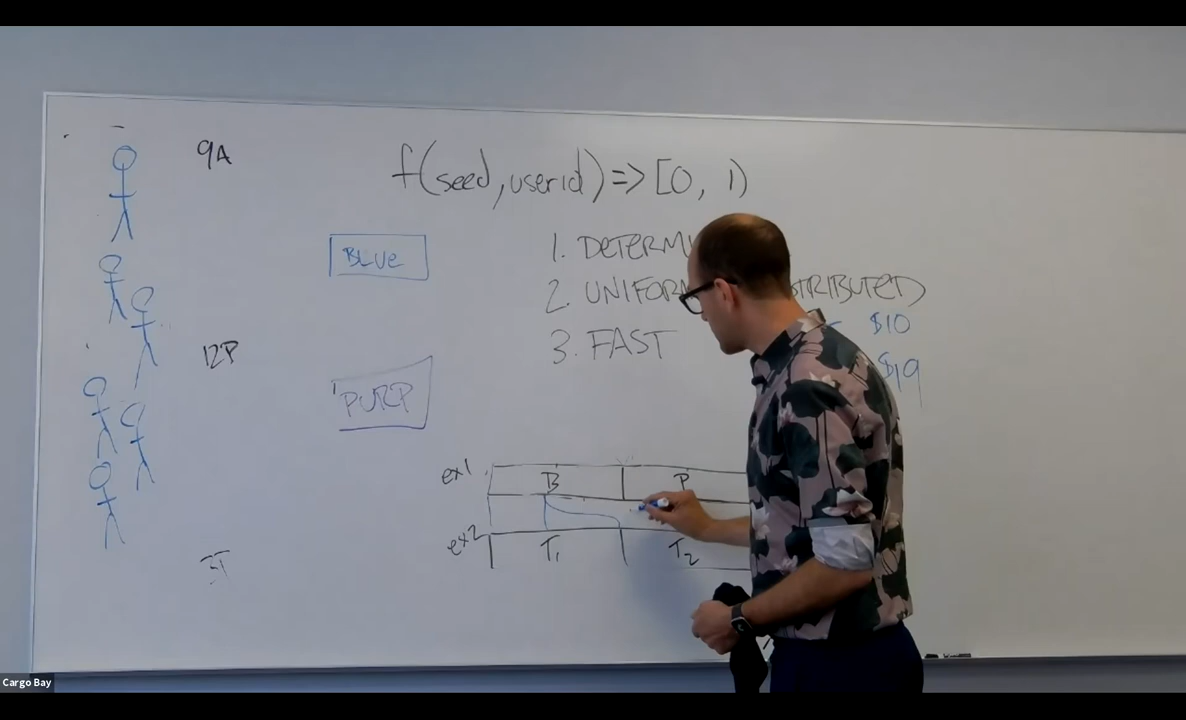 9A
f(seed, userid) => [0, 1)
BLUE
1. DETERMI
2. UNIFOR STRIBUTED
$10
12P
3. FAST
$19
PURP
ex1 B P
ex2 T1 T2
Cargo Bay